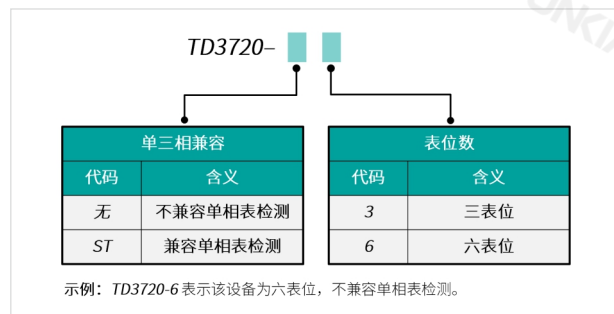 TD3720–
单三相兼容
代码 含义
无 不兼容单相表检测
ST 兼容单相表检测
表位数
代码 含义
3 三表位
6 六表位
示例：TD3720-6 表示该设备为六表位，不兼容单相表检测。